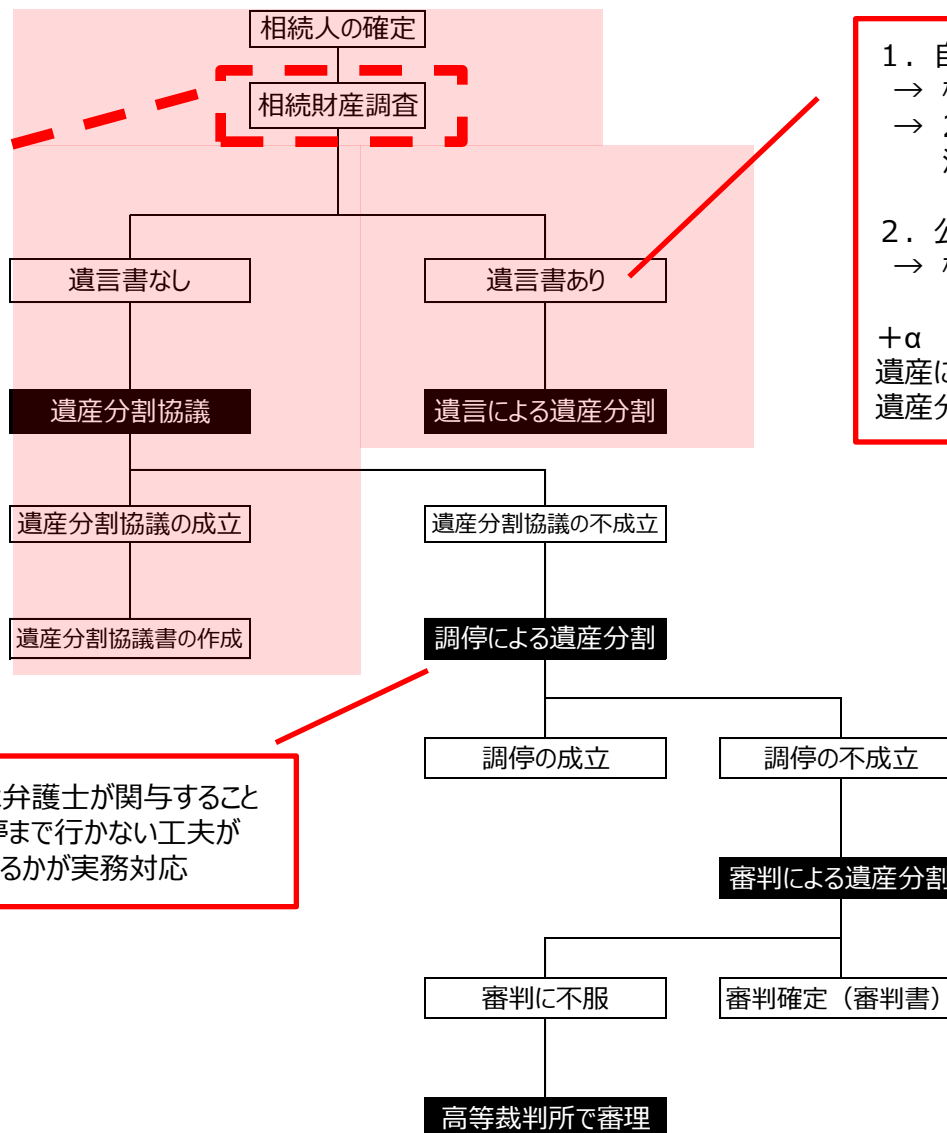 相続人の確定
相続財産調査
遺言書なし
遺言書あり
遺産分割協議
遺言による遺産分割
遺産分割協議の成立
遺産分割協議の不成立
遺産分割協議書の作成
調停による遺産分割
調停の成立
調停の不成立
審判による遺産分割
審判に不服
審判確定（審判書）
高等裁判所で審理
１．
→
→
２．
→
＋α
遺産に
遺産分
弁護士が関与すること
まで行かない工夫が
るかが実務対応